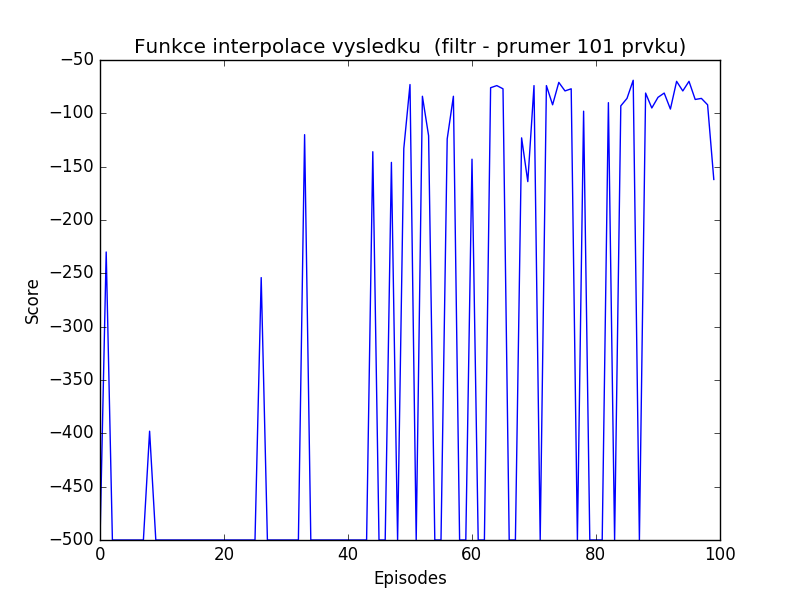 Funkce interpolace vysledku  (filtr - prumer 101 prvku)
−50
−100
−150
−200
−250
−300
−350
−400
−450
−500
Score
0 20 40 60 80 100
Episodes